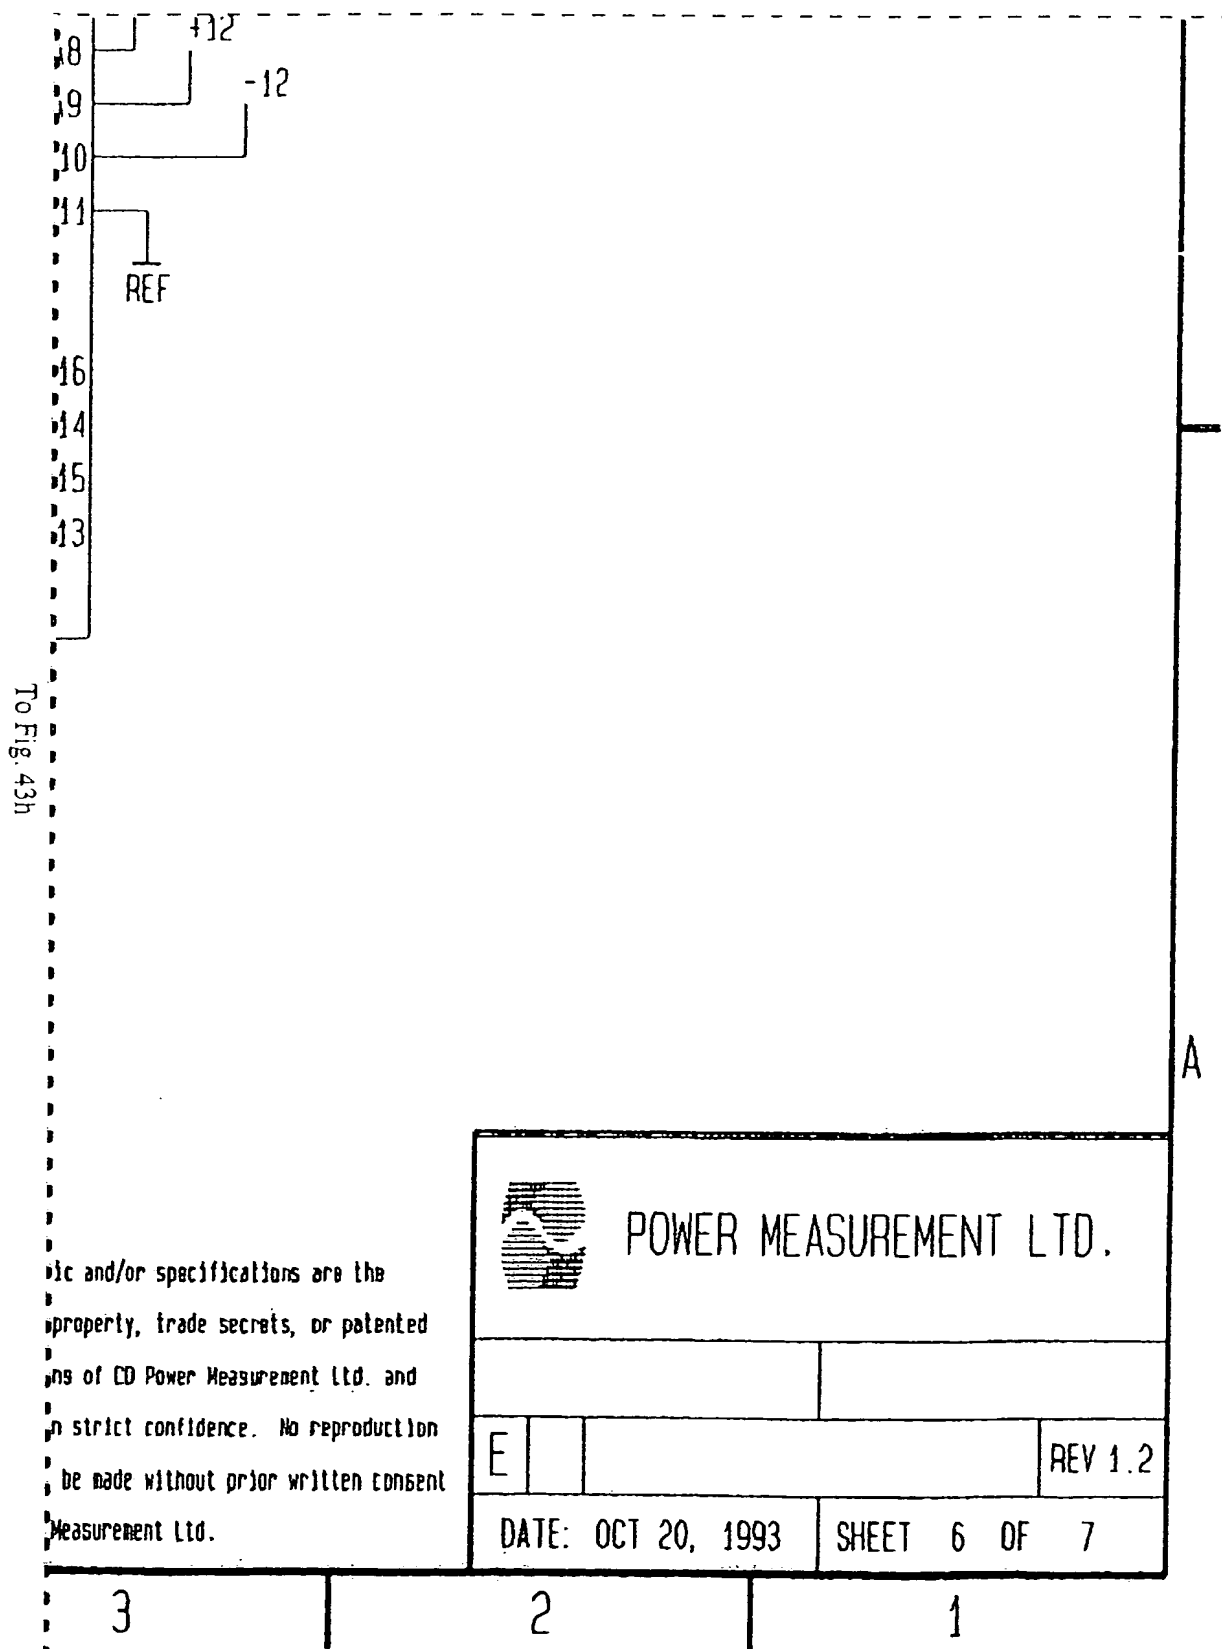 +12
A8
-12
A9
10
11
REF
16
14
15
13
To Fig. 43h
A
POWER MEASUREMENT LTD.
ic and/or specifications are the
property, trade secrets, or patented
ns of CD Power Measurement Ltd. and
n strict confidence. No reproduction
be made without prior written consent
Measurement Ltd.
E
REV 1.2
DATE: OCT 20, 1993
SHEET 6 OF 7
3
2
1